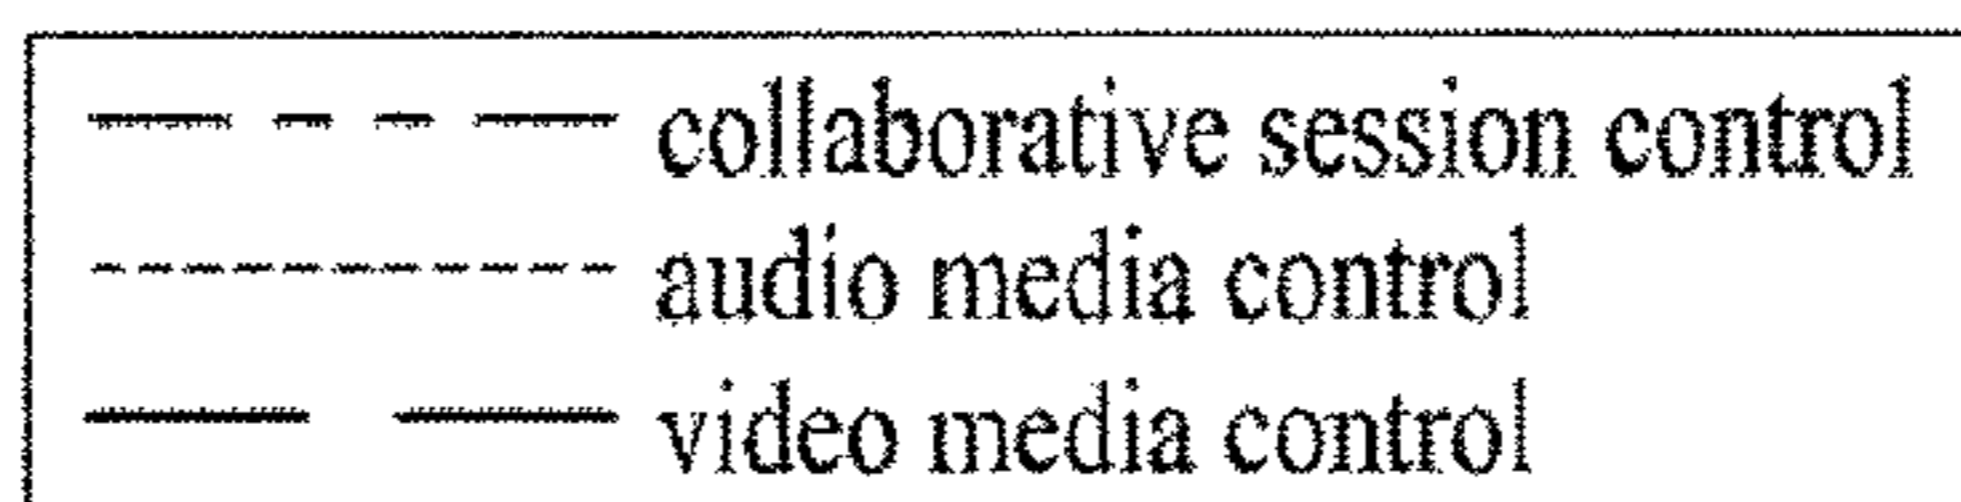 collaborative session control
audio media control
video media control